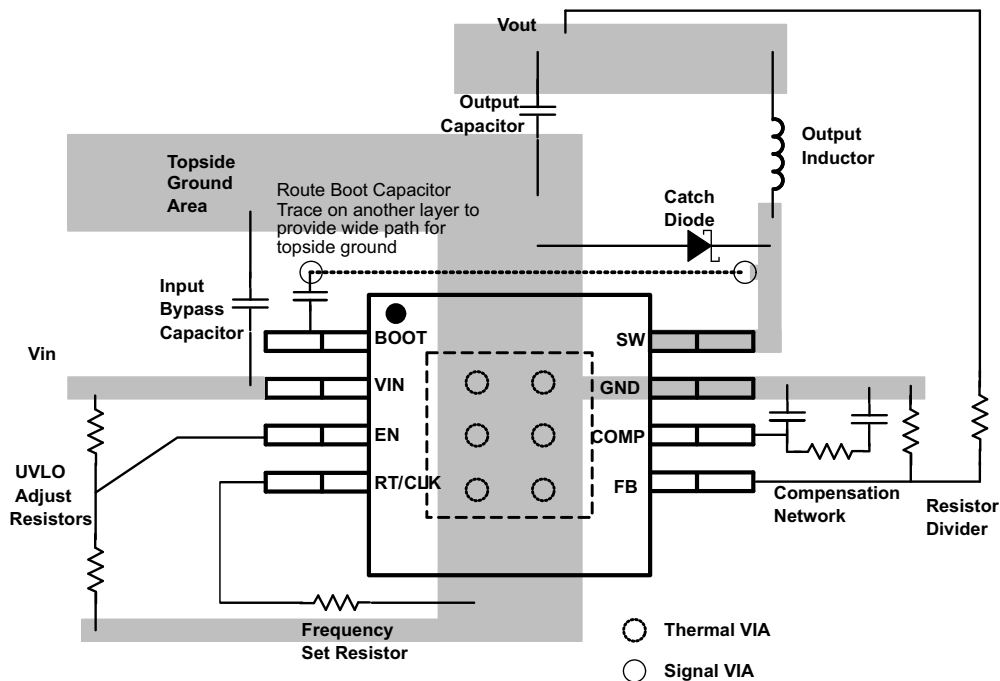 Vout
Output
Capacitor
Output
Inductor
Topside
Ground
Area
Route Boot Capacitor
Trace on another layer to
provide wide path for
topside ground
Catch
Diode
Input
Bypass
Capacitor
Vin
BOOT
VIN
EN
RT/CLK
SW
GND
COMP
FB
UVLO
Adjust
Resistors
Compensation
Network
Resistor
Divider
Frequency
Set Resistor
Thermal VIA
Signal VIA